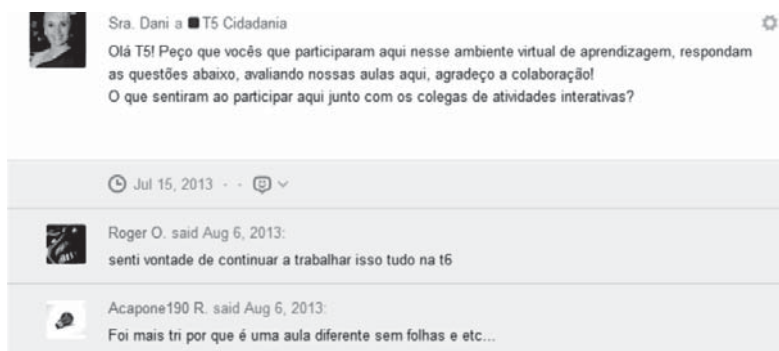 Sra. Dani a T5 Cidadania
Olá T5! Peço que vocês que participaram aqui nesse ambiente virtual de aprendizagem, respondam
as questões abaixo, avaliando nossas aulas aqui, agradeço a colaboração!
O que sentiram ao participar aqui junto com os colegas de atividades interativas?
Jul 15, 2013
Roger O. said Aug 6, 2013:
senti vontade de continuar a trabalhar isso tudo na t6
Acapone190 R. said Aug 6, 2013:
Foi mais tri por que é uma aula diferente sem folhas e etc...